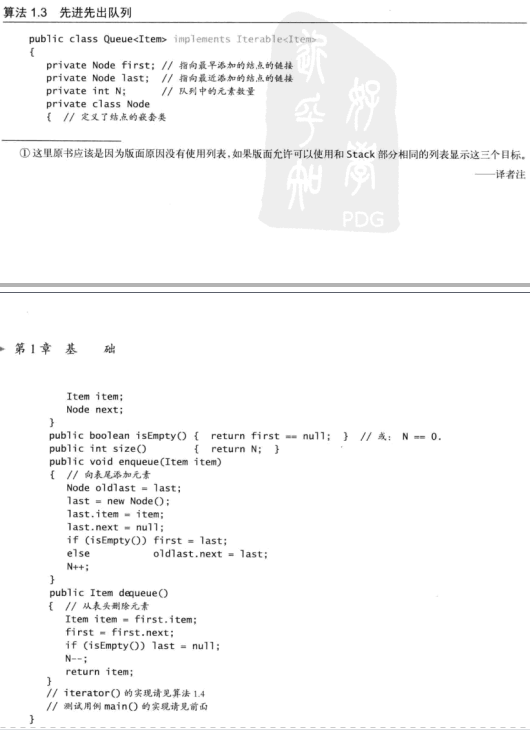 算法 1.3 先进先出队列
public class Queue<Item> implements Iterable<Item>
{
private Node first; // 指向最早添加的结点的链接
private Node last; // 指向最近添加的结点的链接
private int N; // 队列中的元素数量
private class Node
{ // 定义了结点的嵌套类
① 这里原书应该是因为版面原因没有使用列表，如果版面允许可以使用和 Stack 部分相同的列表显示这三个目标。
——译者注
PDG
第1章 基 础
Item item;
Node next;
}
public boolean isEmpty() { return first == null; } // 或: N == 0.
public int size() { return N; }
public void enqueue(Item item)
{ // 向表尾添加元素
Node oldlast = last;
last = new Node();
last.item = item;
last.next = null;
if (isEmpty()) first = last;
else oldlast.next = last;
N++;
}
public Item dequeue()
{ // 从表头删除元素
Item item = first.item;
first = first.next;
if (isEmpty()) last = null;
N--;
return item;
}
// iterator() 的实现请见算法 1.4
// 测试用例 main() 的实现请见前面
}